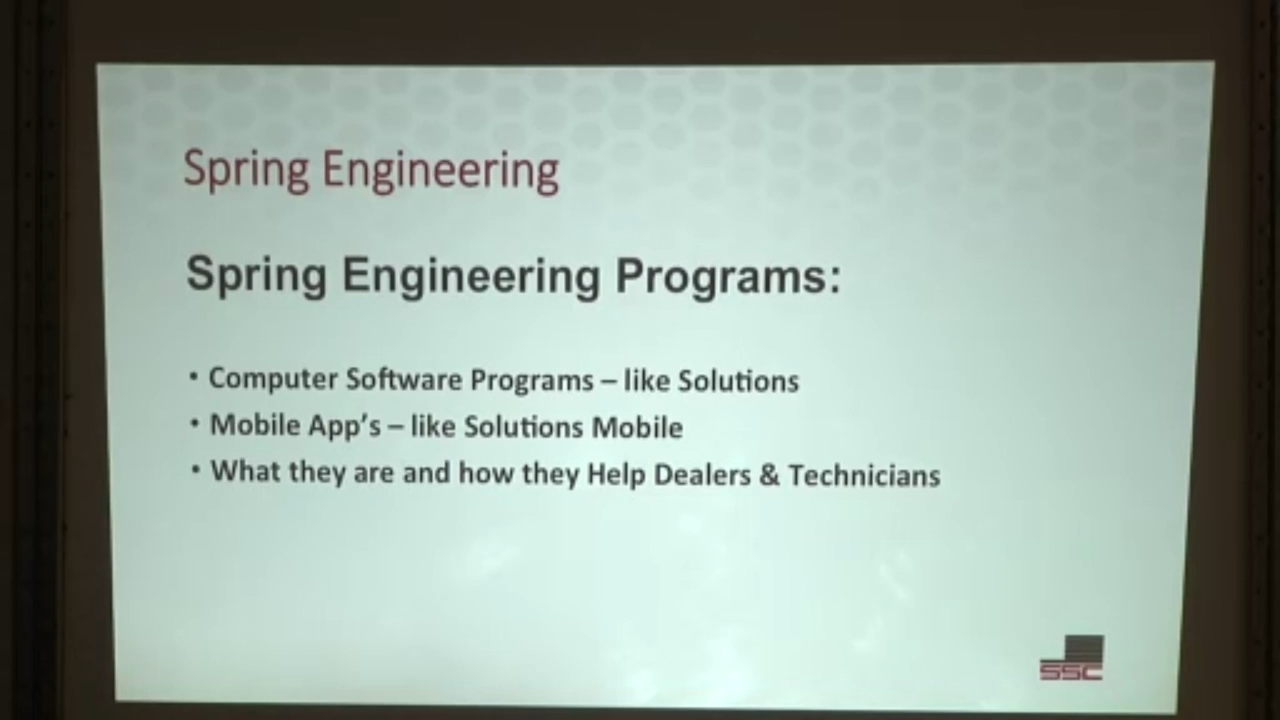 Spring Engineering
Spring Engineering Programs:
• Computer Software Programs – like Solutions
• Mobile App's – like Solutions Mobile
• What they are and how they Help Dealers & Technicians
SSC